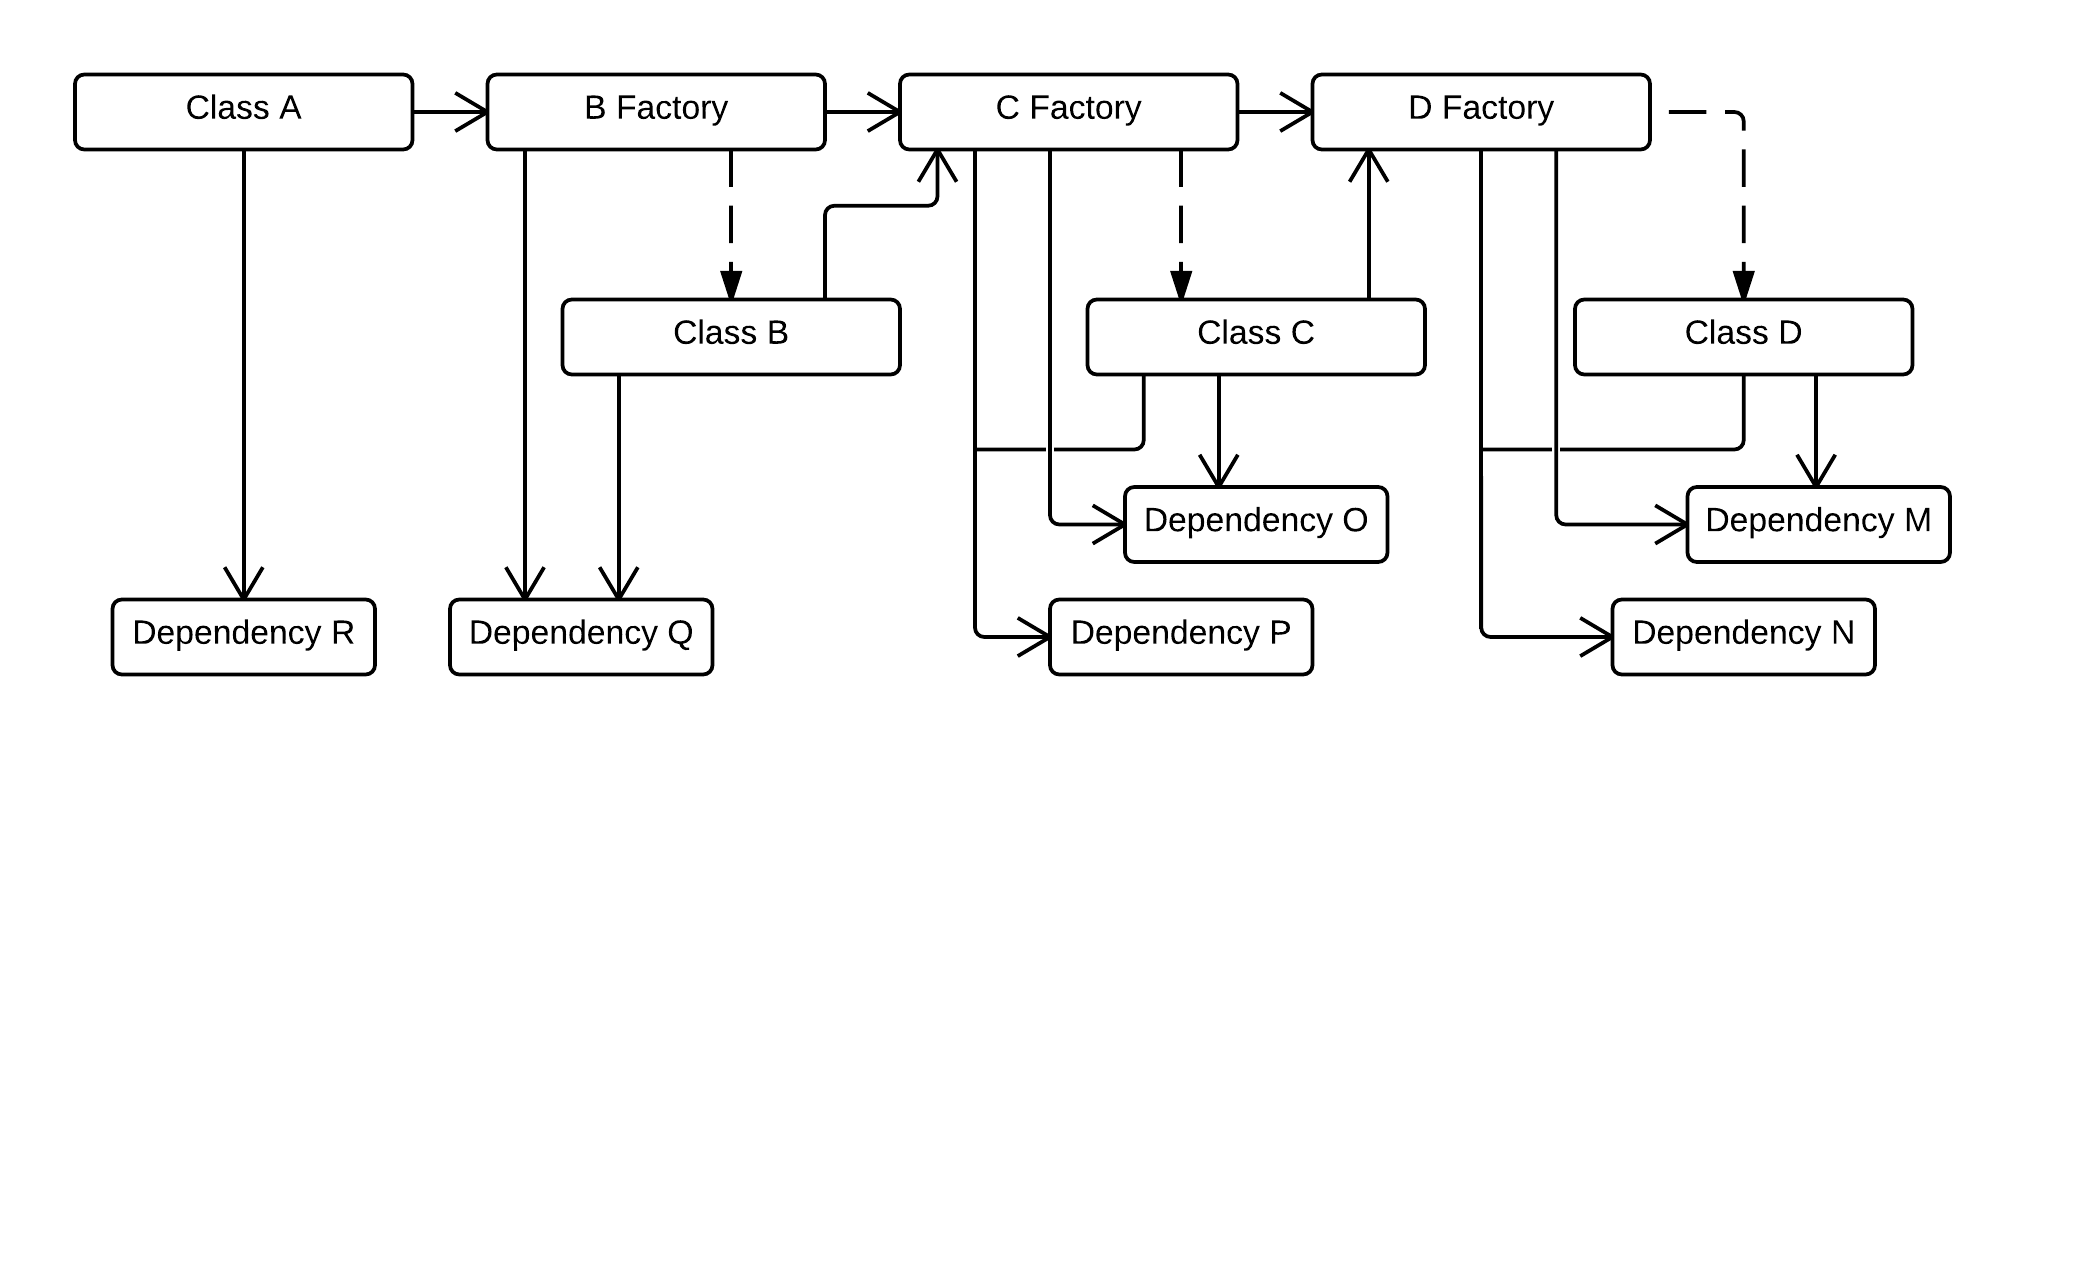 Class A
B Factory
C Factory
D Factory
Class B
Class C
Class D
Dependency O
Dependency M
Dependency R
Dependency Q
Dependency P
Dependency N